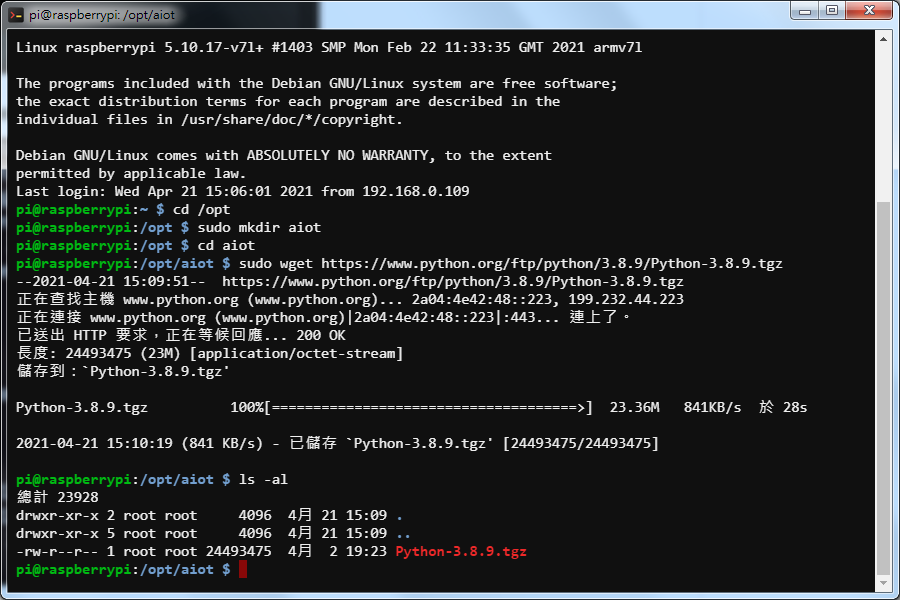 pi@raspberrypi: /opt/aiot
Linux raspberrypi 5.10.17-v7l+ #1403 SMP Mon Feb 22 11:33:35 GMT 2021 armv7l
The programs included with the Debian GNU/Linux system are free software;
the exact distribution terms for each program are described in the
individual files in /usr/share/doc/*/copyright.
Debian GNU/Linux comes with ABSOLUTELY NO WARRANTY, to the extent
permitted by applicable law.
Last login: Wed Apr 21 15:06:01 2021 from 192.168.0.109
pi@raspberrypi:~ $ cd /opt
pi@raspberrypi:/opt $ sudo mkdir aiot
pi@raspberrypi:/opt $ cd aiot
pi@raspberrypi:/opt/aiot $ sudo wget https://www.python.org/ftp/python/3.8.9/Python-3.8.9.tgz
--2021-04-21 15:09:51--  https://www.python.org/ftp/python/3.8.9/Python-3.8.9.tgz
正在查找主機 www.python.org (www.python.org)... 2a04:4e42:48::223, 199.232.44.223
正在連接 www.python.org (www.python.org)|2a04:4e42:48::223|:443... 連上了。
已送出 HTTP 要求，正在等候回應... 200 OK
長度: 24493475 (23M) [application/octet-stream]
儲存到：`Python-3.8.9.tgz'
Python-3.8.9.tgz          100%[=====================================>]  23.36M   841KB/s  於 28s
2021-04-21 15:10:19 (841 KB/s) - 已儲存 `Python-3.8.9.tgz' [24493475/24493475]
pi@raspberrypi:/opt/aiot $ ls -al
總計 23928
drwxr-xr-x 2 root root     4096  4月 21 15:09 .
drwxr-xr-x 5 root root     4096  4月 21 15:09 ..
-rw-r--r-- 1 root root 24493475  4月  2 19:23 Python-3.8.9.tgz
pi@raspberrypi:/opt/aiot $